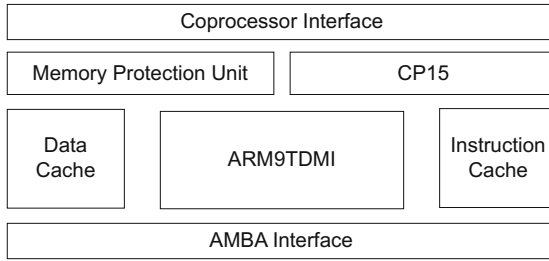 Coprocessor Interface
Memory Protection Unit
CP15
Data
Cache
ARM9TDMI
Instruction
Cache
AMBA Interface